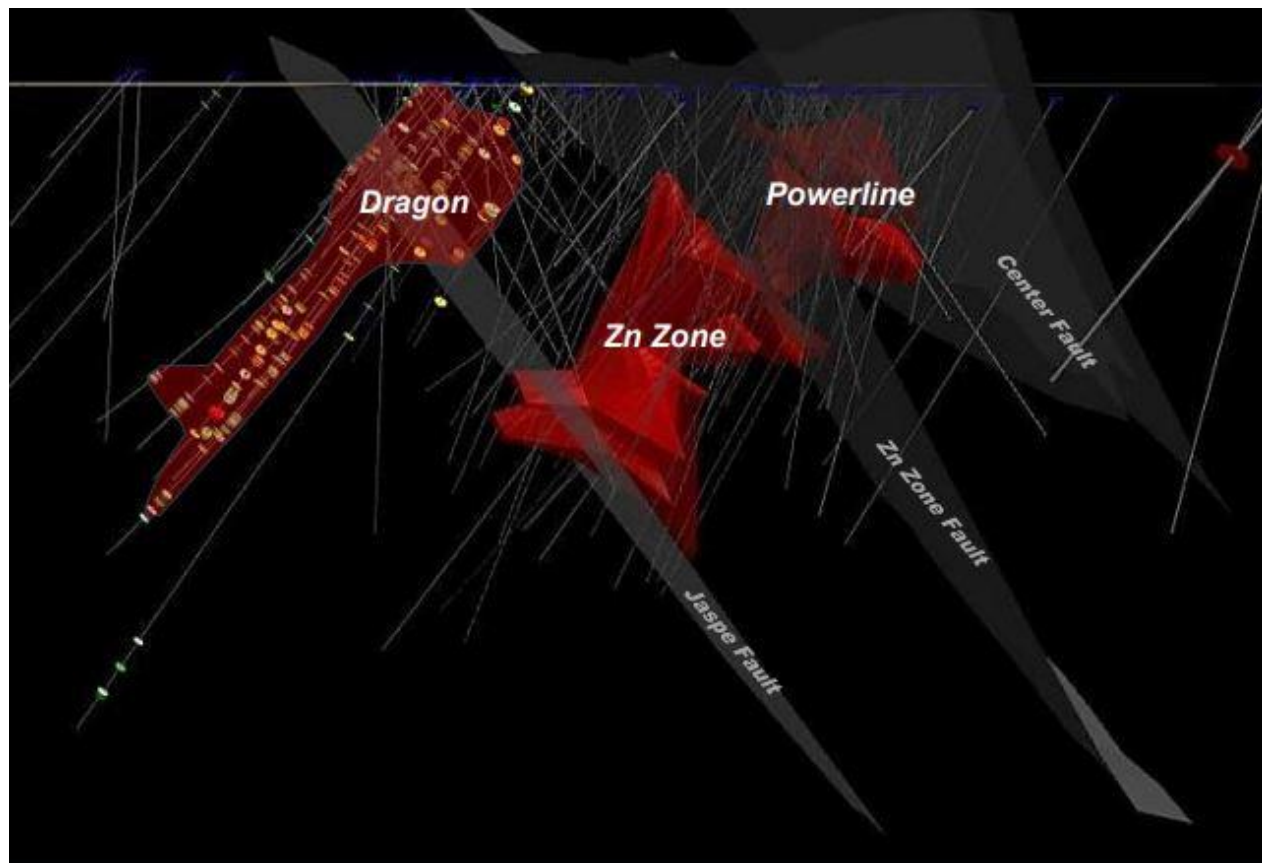 Dragon
Powerline
Zn Zone
Center Fault
Zn Zone Fault
Jaspe Fault